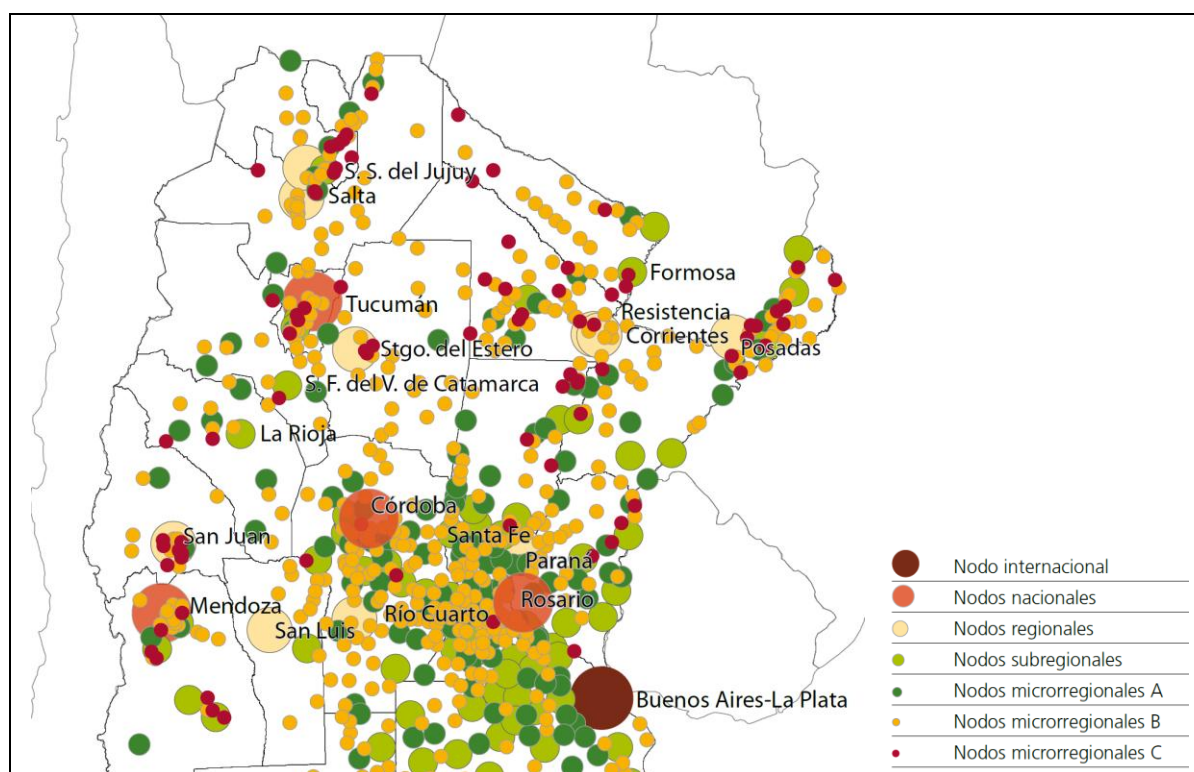 S. S. del Jujuy
Salta
Formosa
Tucumán
Resistencia
Corrientes
Posadas
Stgo. del Estero
S. F. del V. de Catamarca
La Rioja
Córdoba
Santa Fe
San Juan
Paraná
Mendoza
Río Cuarto
Rosario
San Luis
Buenos Aires-La Plata
Nodo internacional
Nodos nacionales
Nodos regionales
Nodos subregionales
Nodos microrregionales A
Nodos microrregionales B
Nodos microrregionales C